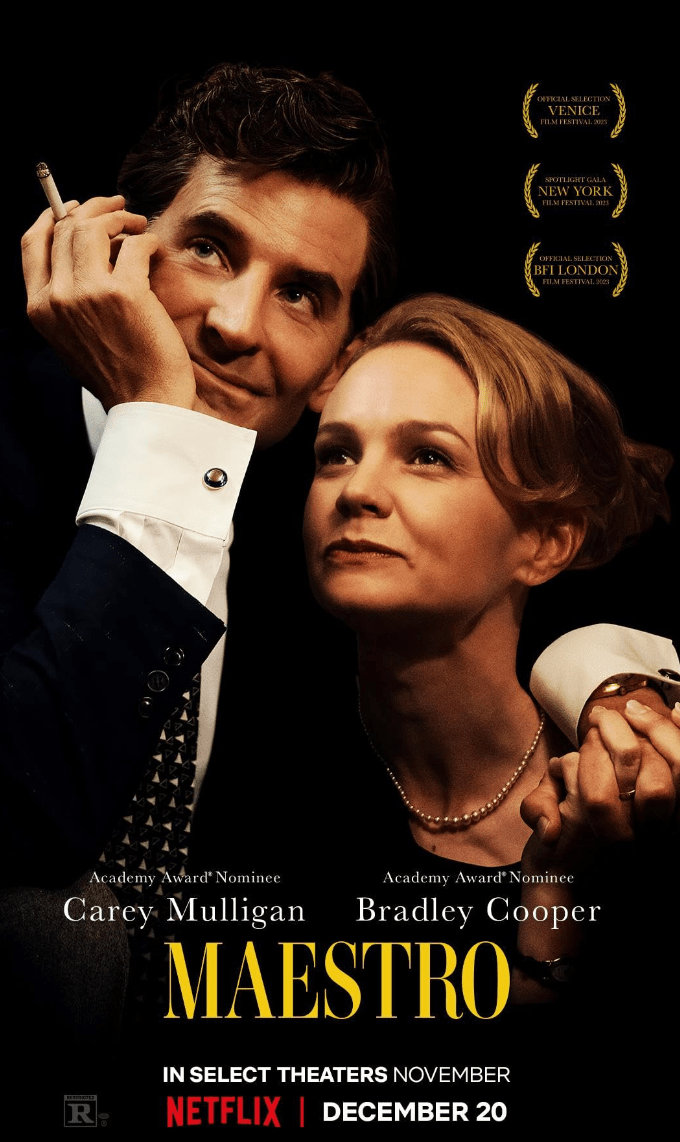 OFFICIAL SELECTION
VENICE
FILM FESTIVAL 2023
SPOTLIGHT GALA
NEW YORK
FILM FESTIVAL 2023
OFFICIAL SELECTION
BFI LONDON
FILM FESTIVAL 2023
Academy Award® Nominee Academy Award® Nominee
Carey Mulligan Bradley Cooper
MAESTRO
IN SELECT THEATERS NOVEMBER
R NETFLIX | DECEMBER 20